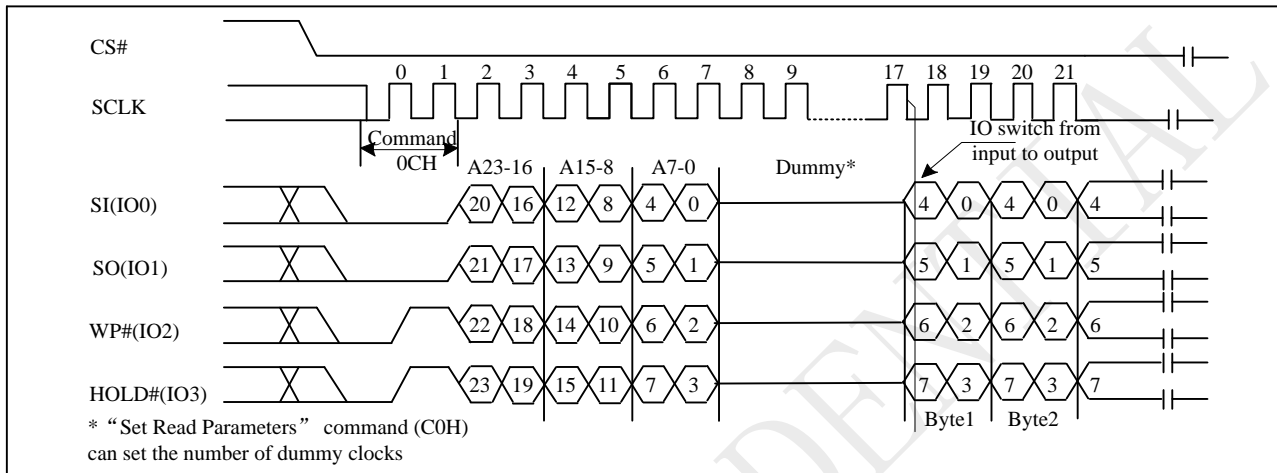 CS#
0 1 2 3 4 5 6 7 8 9 17 18 19 20 21
SCLK
Command
0CH
IO switch from
input to output
A23-16 A15-8 A7-0 Dummy*
SI(IO0) 20 16 12 8 4 0 4 0 4 0 4
SO(IO1) 21 17 13 9 5 1 5 1 5 1 5
WP#(IO2) 22 18 14 10 6 2 6 2 6 2 6
HOLD#(IO3) 23 19 15 11 7 3 7 3 7 3 7
Byte1 Byte2
* “Set Read Parameters” command (C0H)
can set the number of dummy clocks